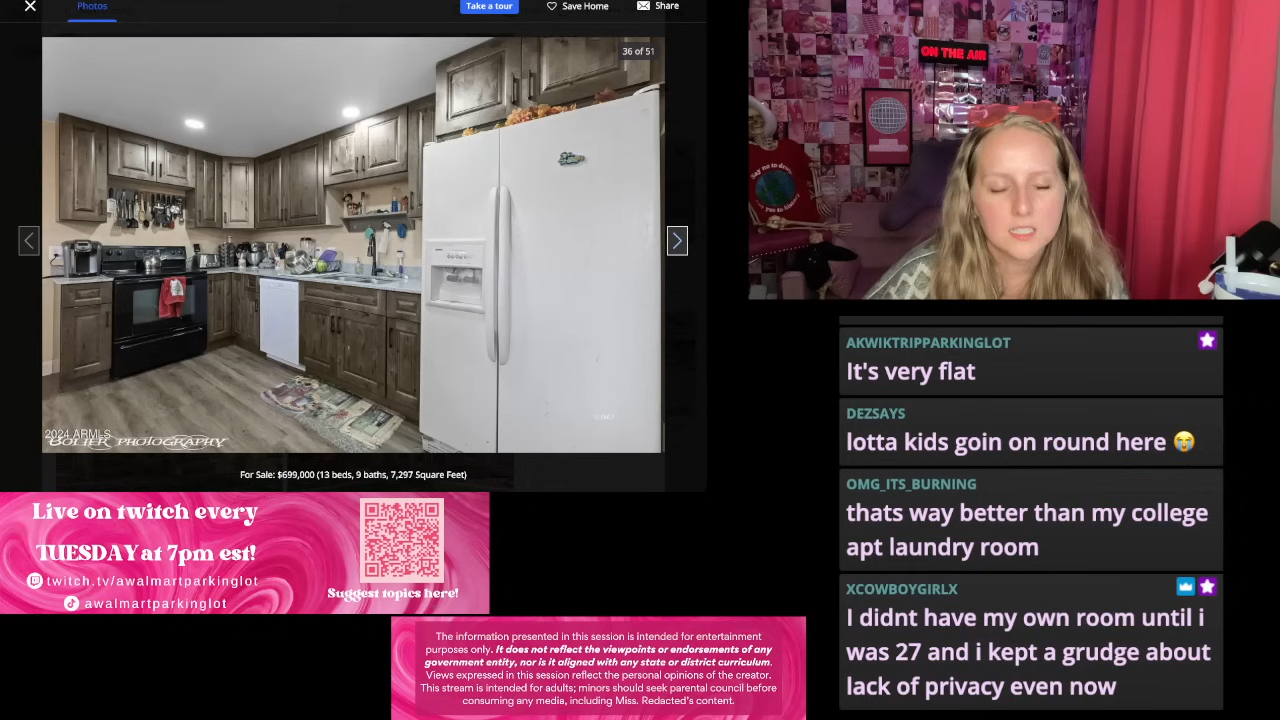 Photos
Take a tour
Save Home
Share
36 of 51
2024 ARMLS
BOLIER PHOTOGRAPHY
For Sale: $699,000 (13 beds, 9 baths, 7,297 Square Feet)
ON THE AIR
Live on twitch every
TUESDAY at 7pm est!
twitch.tv/awalmartparkinglot
awalmartparkinglot
Suggest topics here!
The information presented in this session is intended for entertainment
purposes only. It does not reflect the viewpoints or endorsements of any
government entity, nor is it aligned with any state or district curriculum.
Views expressed in this session reflect the personal opinions of the creator.
This stream is intended for adults; minors should seek parental council before
consuming any media, including Miss. Redacted's content.
AKWIKTRIPPARKINGLOT
It's very flat
DEZSAYS
lotta kids goin on round here 😭
OMG_ITS_BURNING
thats way better than my college
apt laundry room
XCOWBOYGIRLX
I didnt have my own room until i
was 27 and i kept a grudge about
lack of privacy even now